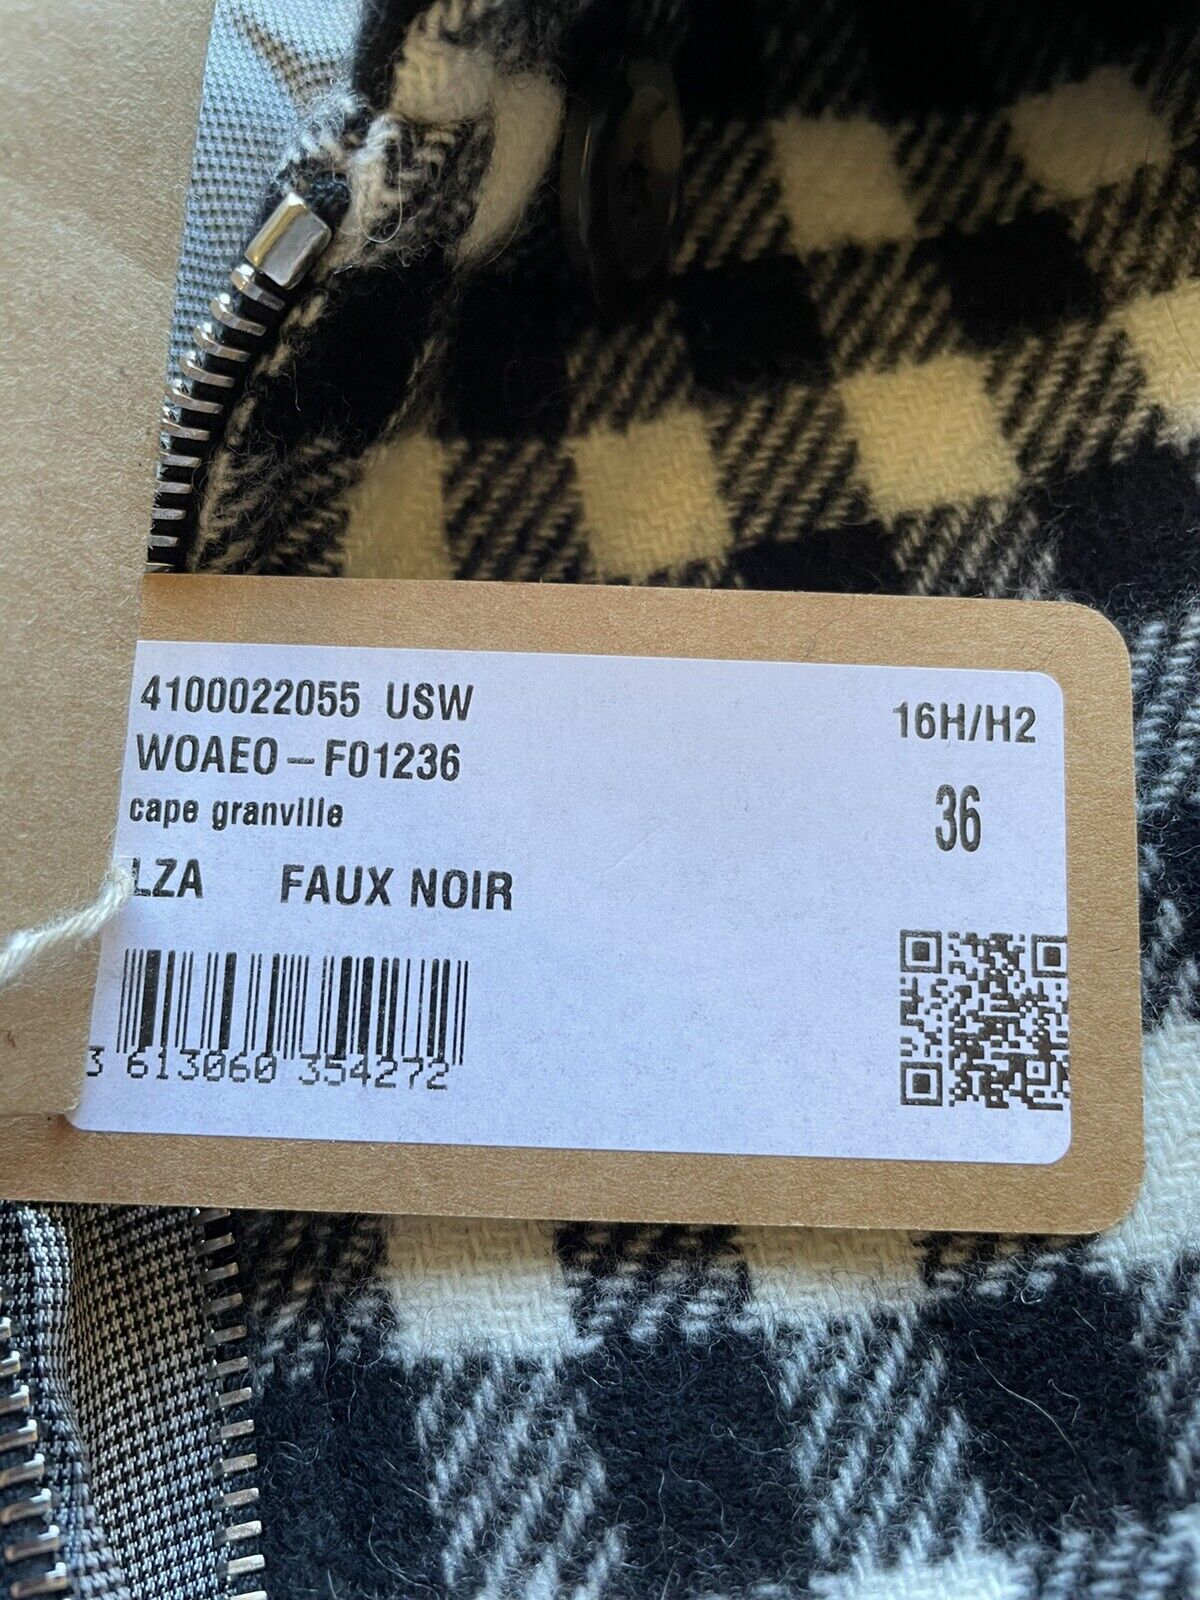 4100022055 USW
WOAEO – F01236
cape granville
LZA FAUX NOIR
16H/H2
36
3 613060 354272